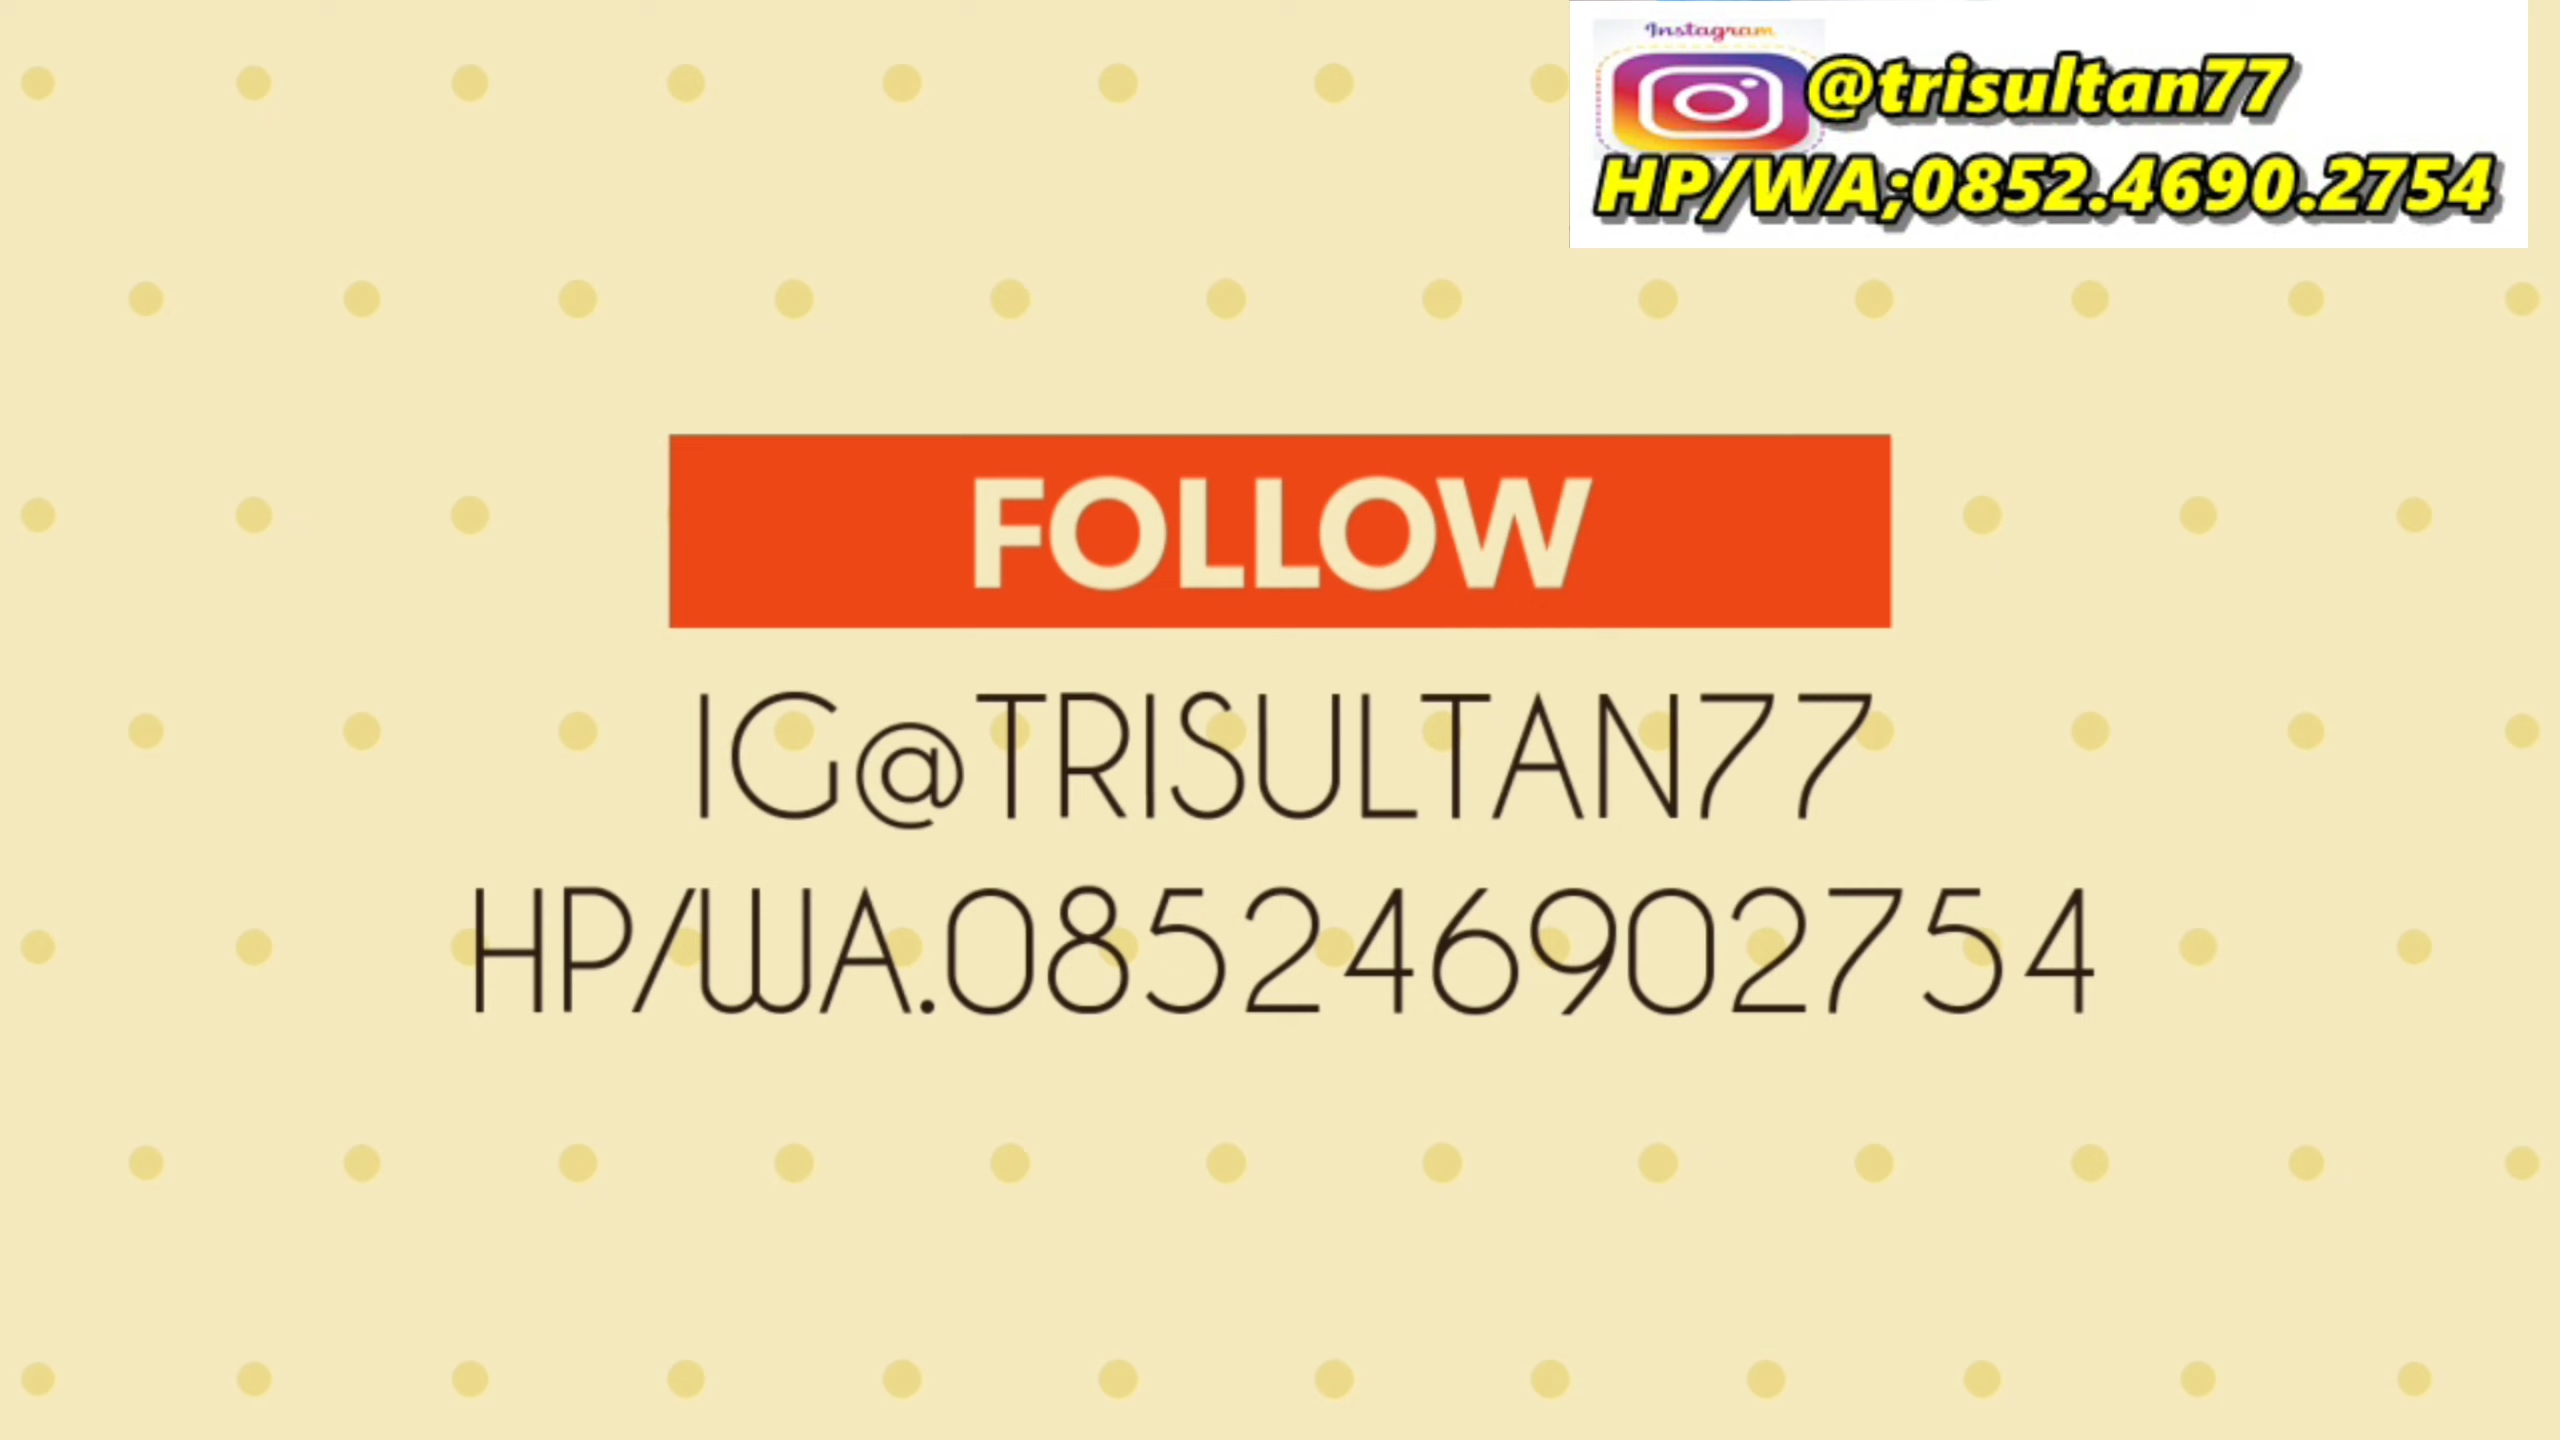 Instagram
@trisultan77
HP/WA;0852.4690.2754
FOLLOW
IG@TRISULTAN77
HP/WA.085246902754